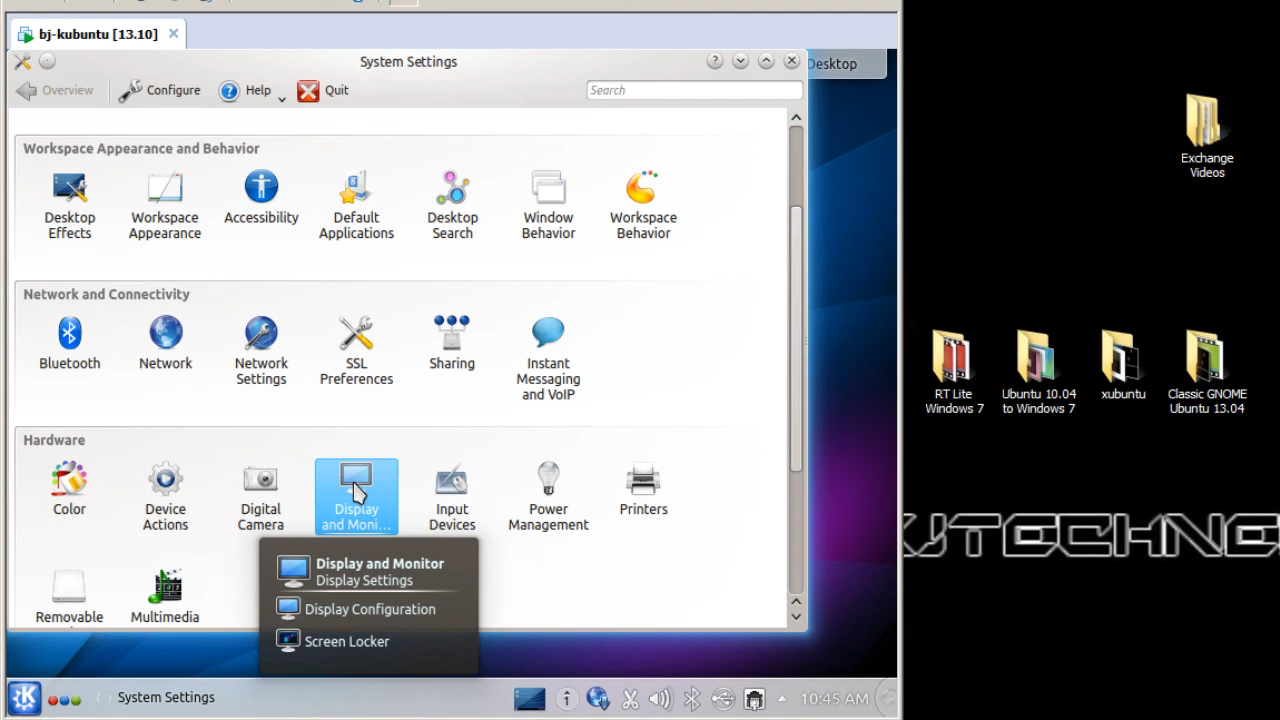 bj-kubuntu [13.10]
System Settings
Desktop
Overview
Configure
Help
Quit
Search
Workspace Appearance and Behavior
Desktop Effects
Workspace Appearance
Accessibility
Default Applications
Desktop Search
Window Behavior
Workspace Behavior
Network and Connectivity
Bluetooth
Network
Network Settings
SSL Preferences
Sharing
Instant Messaging and VoIP
Hardware
Color
Device Actions
Digital Camera
Display and Moni...
Input Devices
Power Management
Printers
Removable
Multimedia
Display and Monitor
Display Settings
Display Configuration
Screen Locker
System Settings
10:45 AM
Exchange Videos
RT Lite Windows 7
Ubuntu 10.04 to Windows 7
xubuntu
Classic GNOME Ubuntu 13.04